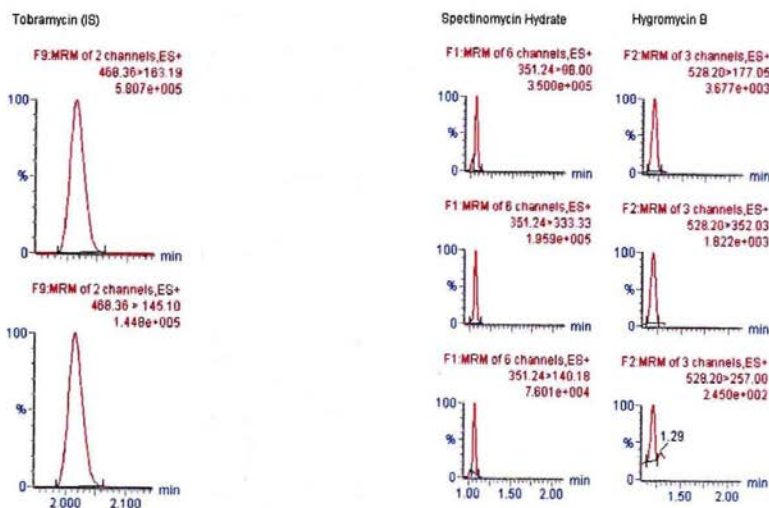 Tobramycin (IS)
F9:MRM of 2 channels,ES+
468.36>163.19
5.807e+005
100
%
0
min
F9:MRM of 2 channels,ES+
468.36 > 145.10
1.448e+005
100
%
0
2.000
2.100
min
Spectinomycin Hydrate
F1:MRM of 6 channels,ES+
351.24>98.00
3.500e+005
100
%
0
min
F1:MRM of 6 channels,ES+
351.24>333.33
1.959e+005
100
%
0
min
F1:MRM of 6 channels,ES+
351.24>140.18
7.601e+004
100
%
0
1.00
1.50
2.00
min
Hygromycin B
F2:MRM of 3 channels,ES+
528.20>177.05
3.677e+003
100
%
0
min
F2:MRM of 3 channels,ES+
528.20>352.03
1.822e+003
100
%
0
min
F2:MRM of 3 channels,ES+
528.20>257.00
2.450e+002
100
%
0
1.29
1.50
2.00
min